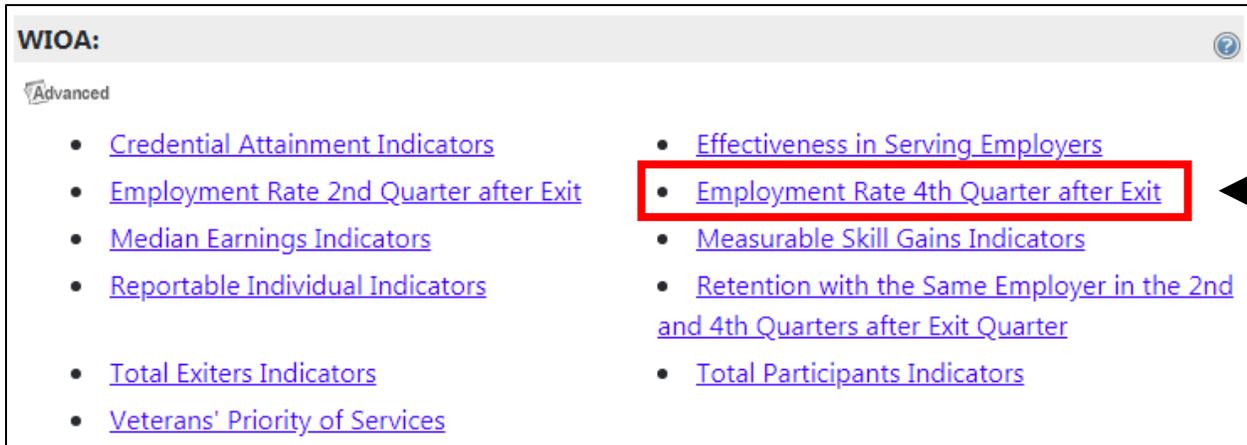 WIOA:
Advanced
• Credential Attainment Indicators
• Effectiveness in Serving Employers
• Employment Rate 2nd Quarter after Exit
• Employment Rate 4th Quarter after Exit
• Median Earnings Indicators
• Measurable Skill Gains Indicators
• Reportable Individual Indicators
• Retention with the Same Employer in the 2nd
and 4th Quarters after Exit Quarter
• Total Exiters Indicators
• Total Participants Indicators
• Veterans' Priority of Services